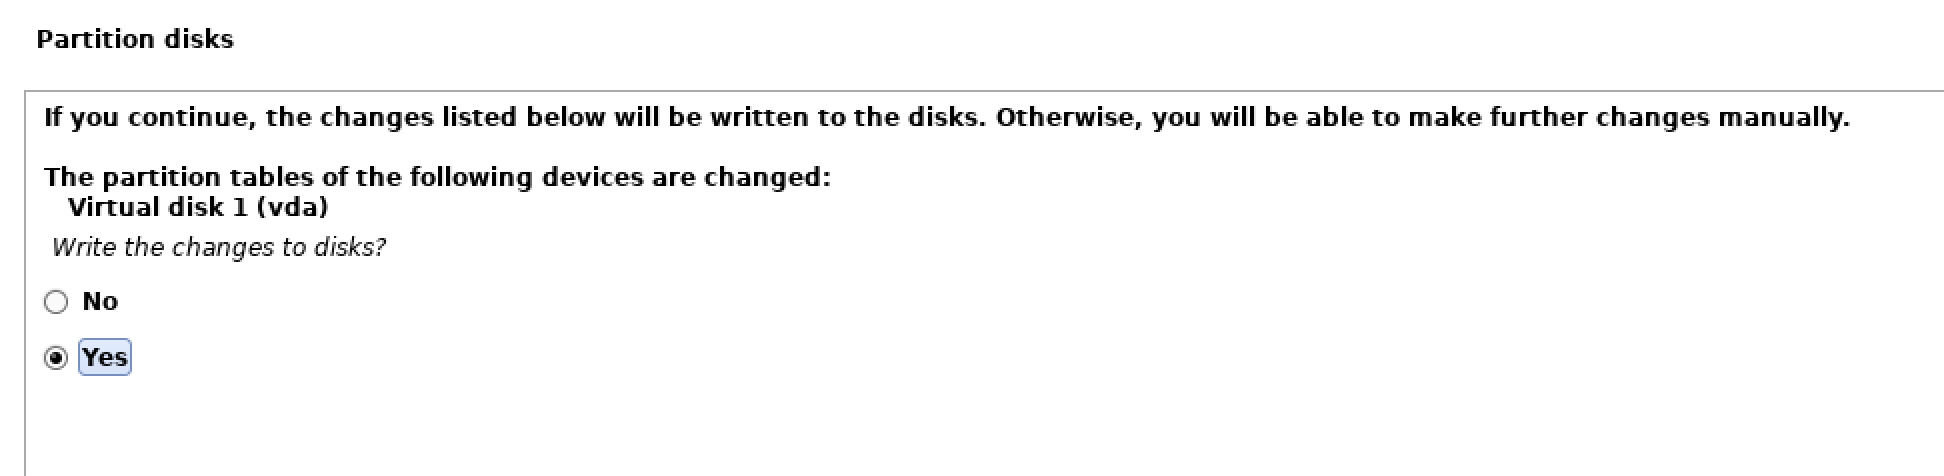 Partition disks
If you continue, the changes listed below will be written to the disks. Otherwise, you will be able to make further changes manually.
The partition tables of the following devices are changed:
Virtual disk 1 (vda)
Write the changes to disks?
No
Yes